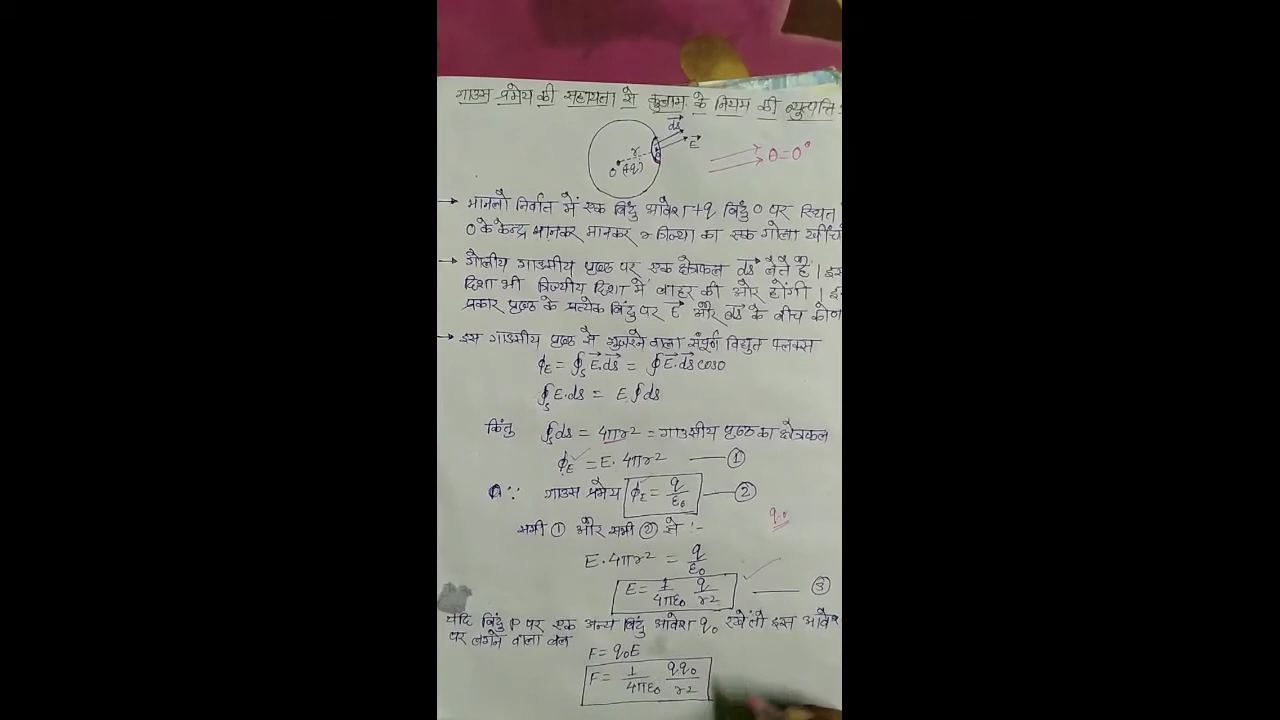 गाउस प्रमेय की सहायता से कुलाम के नियम की व्युत्पत्ति :
ds
E
r
O (+q)
θ=0°
→ मानलो निर्वात में एक बिंदु आवेश +q बिंदु O पर स्थित
O के केन्द्र मानकर मानकर r त्रिज्या का एक गोला खींच
→ गोलीय गाउसीय पृष्ठ पर एक क्षेत्रफल ds लेते है । इस
दिशा भी त्रिज्यीय दिशा में बाहर की ओर होंगी ।
प्रकार पृष्ठ के प्रत्येक बिंदु पर E और ds के बीच कोण
→ इस गाउसीय पृष्ठ से गुजरने वाला संपूर्ण विद्युत फ्लक्स
ϕE = ∮s E.ds = ∮E.ds cos0
∮s E.ds = E ∮ds
किंतु ∮s ds = 4πr² = गाउसीय पृष्ठ का क्षेत्रफल
ϕE = E. 4πr² —— ①
∵ गाउस प्रमेय ϕE = q/ε₀ —— ②
समी ① और समी ② से :-
q₀
E. 4πr² = q/ε₀
E = 1/4πε₀ q/r2 —— ③
यदि बिंदु P पर एक अन्य बिंदु आवेश q₀ रखें तो इस आवेश
पर लगने वाला बल
F = q₀E
F = 1/4πε₀ qq₀/r2